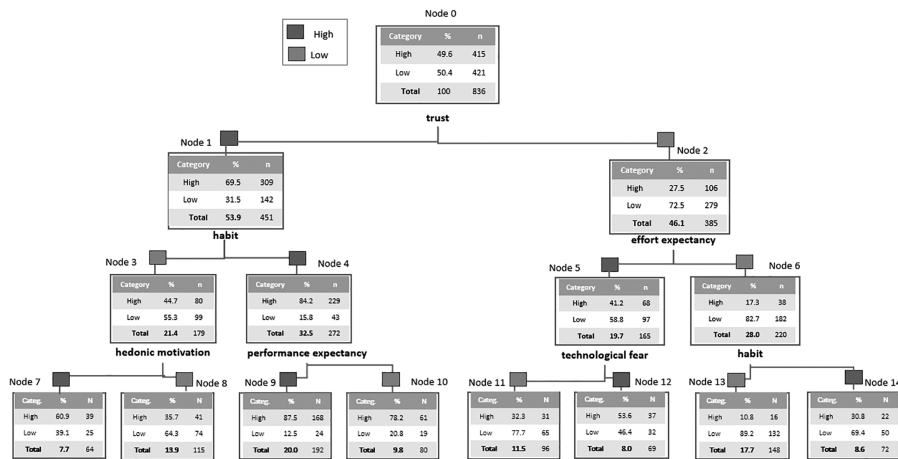 Node 0
High
Low
Category % n
High 49.6 415
Low 50.4 421
Total 100 836
trust
Node 1
Category % n
High 69.5 309
Low 31.5 142
Total 53.9 451
habit
Node 2
Category % n
High 27.5 106
Low 72.5 279
Total 46.1 385
effort expectancy
Node 3
Category % n
High 44.7 80
Low 55.3 99
Total 21.4 179
hedonic motivation
Node 4
Category % n
High 84.2 229
Low 15.8 43
Total 32.5 272
performance expectancy
Node 5
Category % n
High 41.2 68
Low 58.8 97
Total 19.7 165
technological fear
Node 6
Category % n
High 17.3 38
Low 82.7 182
Total 28.0 220
habit
Node 7
Categ. % N
High 60.9 39
Low 39.1 25
Total 7.7 64
Node 8
Categ. % N
High 35.7 41
Low 64.3 74
Total 13.9 115
Node 9
Categ. % N
High 87.5 168
Low 12.5 24
Total 20.0 192
Node 10
Categ. % N
High 78.2 61
Low 20.8 19
Total 9.8 80
Node 11
Categ. % N
High 32.3 31
Low 77.7 65
Total 11.5 96
Node 12
Categ. % N
High 53.6 37
Low 46.4 32
Total 8.0 69
Node 13
Categ. % N
High 10.8 16
Low 89.2 132
Total 17.7 148
Node 14
Categ. % N
High 30.8 22
Low 69.4 50
Total 8.6 72